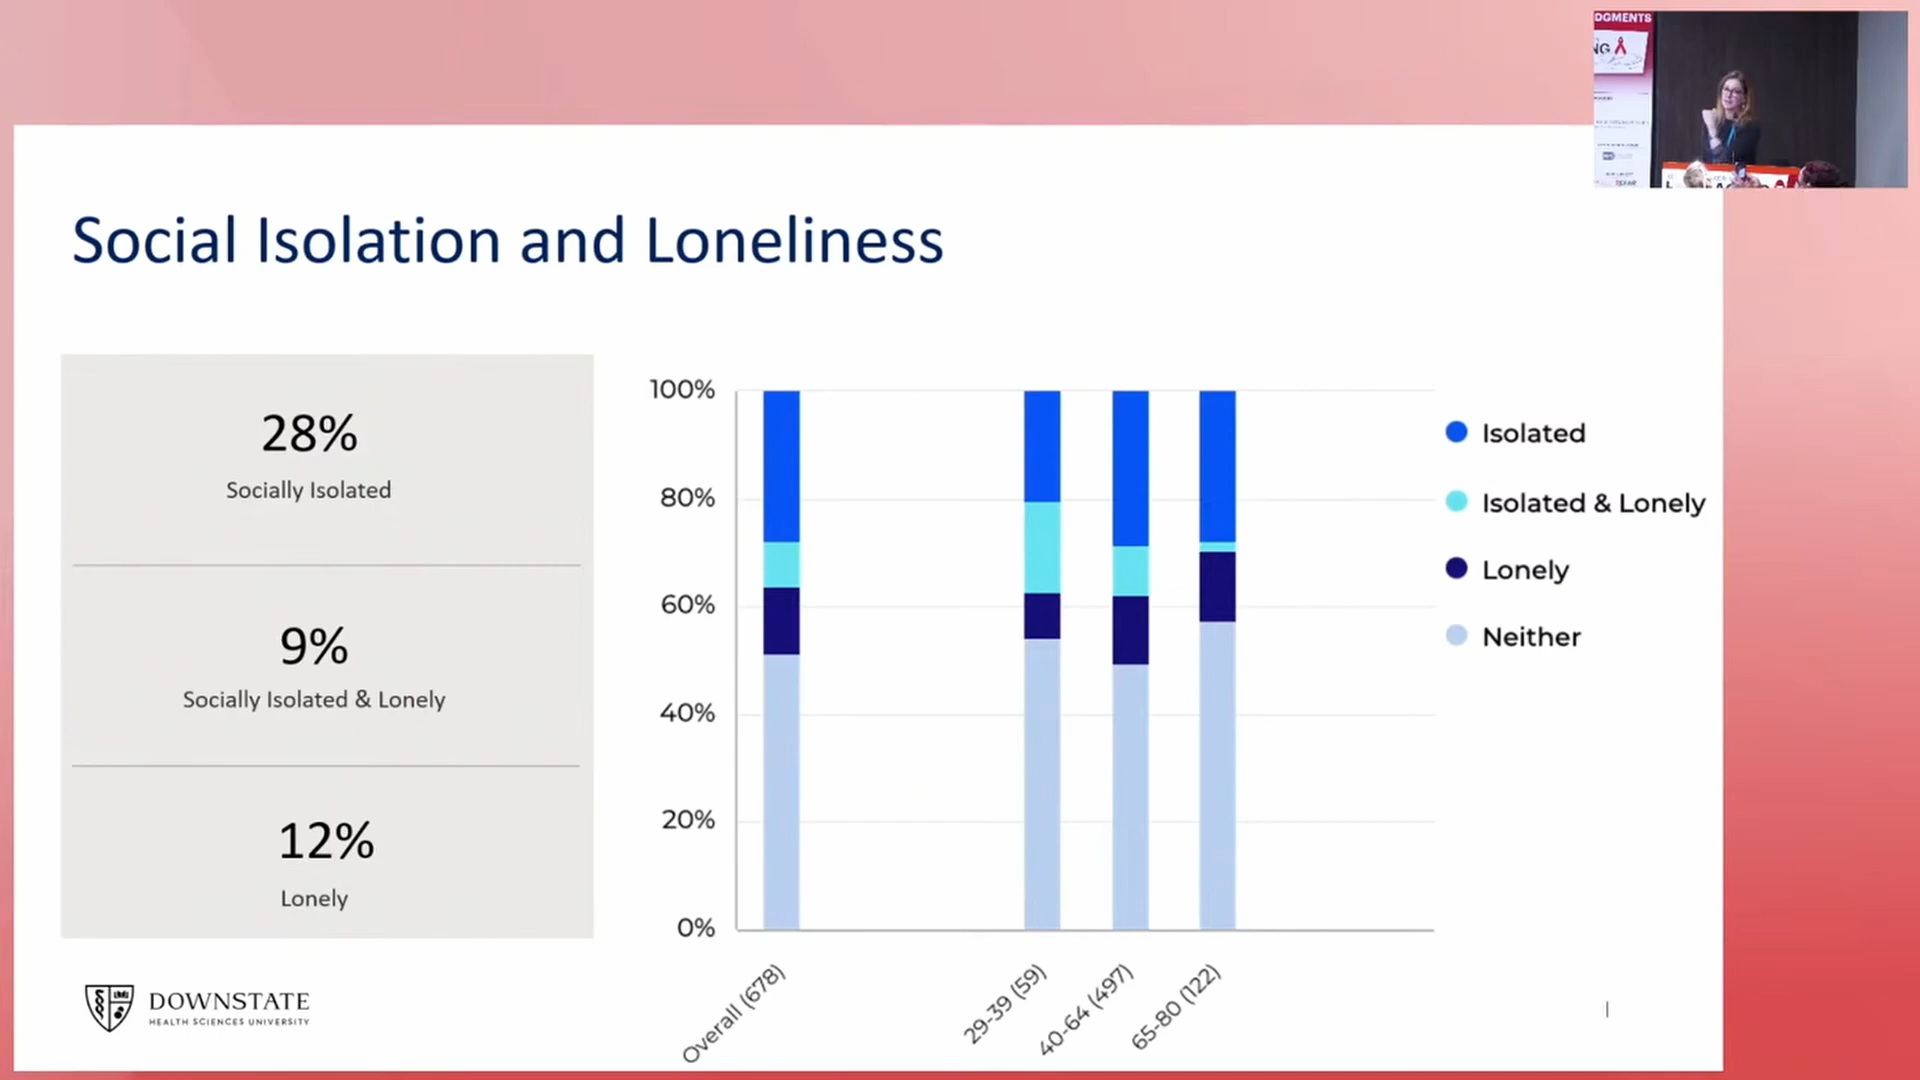 DGMENTS
NG
Social Isolation and Loneliness
28%
Socially Isolated
9%
Socially Isolated & Lonely
12%
Lonely
100%
80%
60%
40%
20%
0%
Overall (678)
29-39 (59)
40-64 (497)
65-80 (122)
Isolated
Isolated & Lonely
Lonely
Neither
DOWNSTATE
HEALTH SCIENCES UNIVERSITY